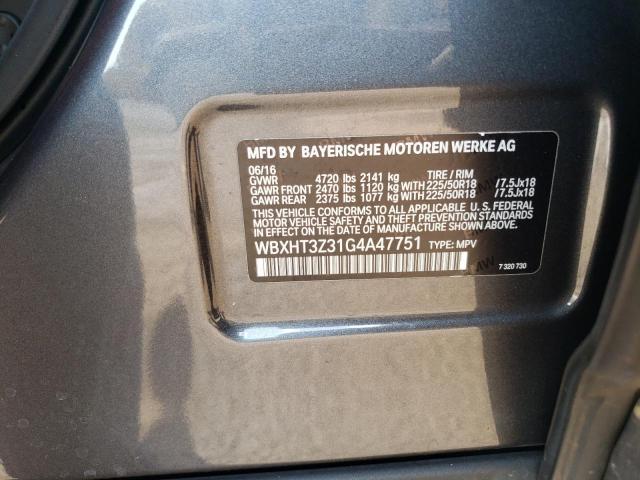 MFD BY BAYERISCHE MOTOREN WERKE AG
06/16
GVWR 4720 lbs 2141 kg TIRE / RIM
GAWR FRONT 2470 lbs 1120 kg WITH 225/50R18 /7.5Jx18
GAWR REAR 2375 lbs 1077 kg WITH 225/50R18 /7.5Jx18
THIS VEHICLE CONFORMS TO ALL APPLICABLE U. S. FEDERAL
MOTOR VEHICLE SAFETY, BUMPER, AND THEFT PREVENTION
STANDARDS IN EFFECT ON THE DATE OF MANUFACTURE
SHOWN ABOVE.
WBXHT3Z31G4A47751 TYPE: MPV
7 320 730